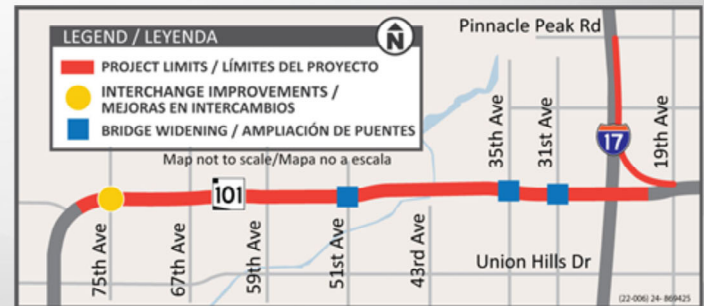 LEGEND / LEYENDA
N
PROJECT LIMITS / LÍMITES DEL PROYECTO
INTERCHANGE IMPROVEMENTS /
MEJORAS EN INTERCAMBIOS
BRIDGE WIDENING / AMPLIACIÓN DE PUENTES
Map not to scale/Mapa no a escala
Pinnacle Peak Rd
17
101
75th Ave
67th Ave
59th Ave
51st Ave
43rd Ave
35th Ave
31st Ave
19th Ave
Union Hills Dr
(22-006) 24- 869425